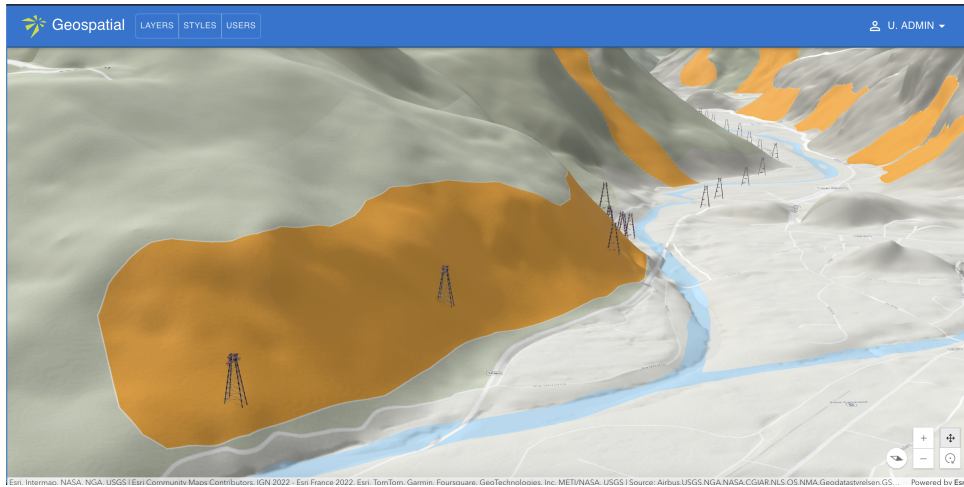 Geospatial LAYERS STYLES USERS U. ADMIN
Esri, Intermap, NASA, NGA, USGS | Esri Community Maps Contributors, IGN 2022 - Esri France 2022, Esri, TomTom, Garmin, Foursquare, GeoTechnologies, Inc, METI/NASA, USGS | Source: Airbus,USGS,NGA,NASA,CGIAR,NLS,OS,NMA,Geodatastyrelsen,GS... Powered by Esri